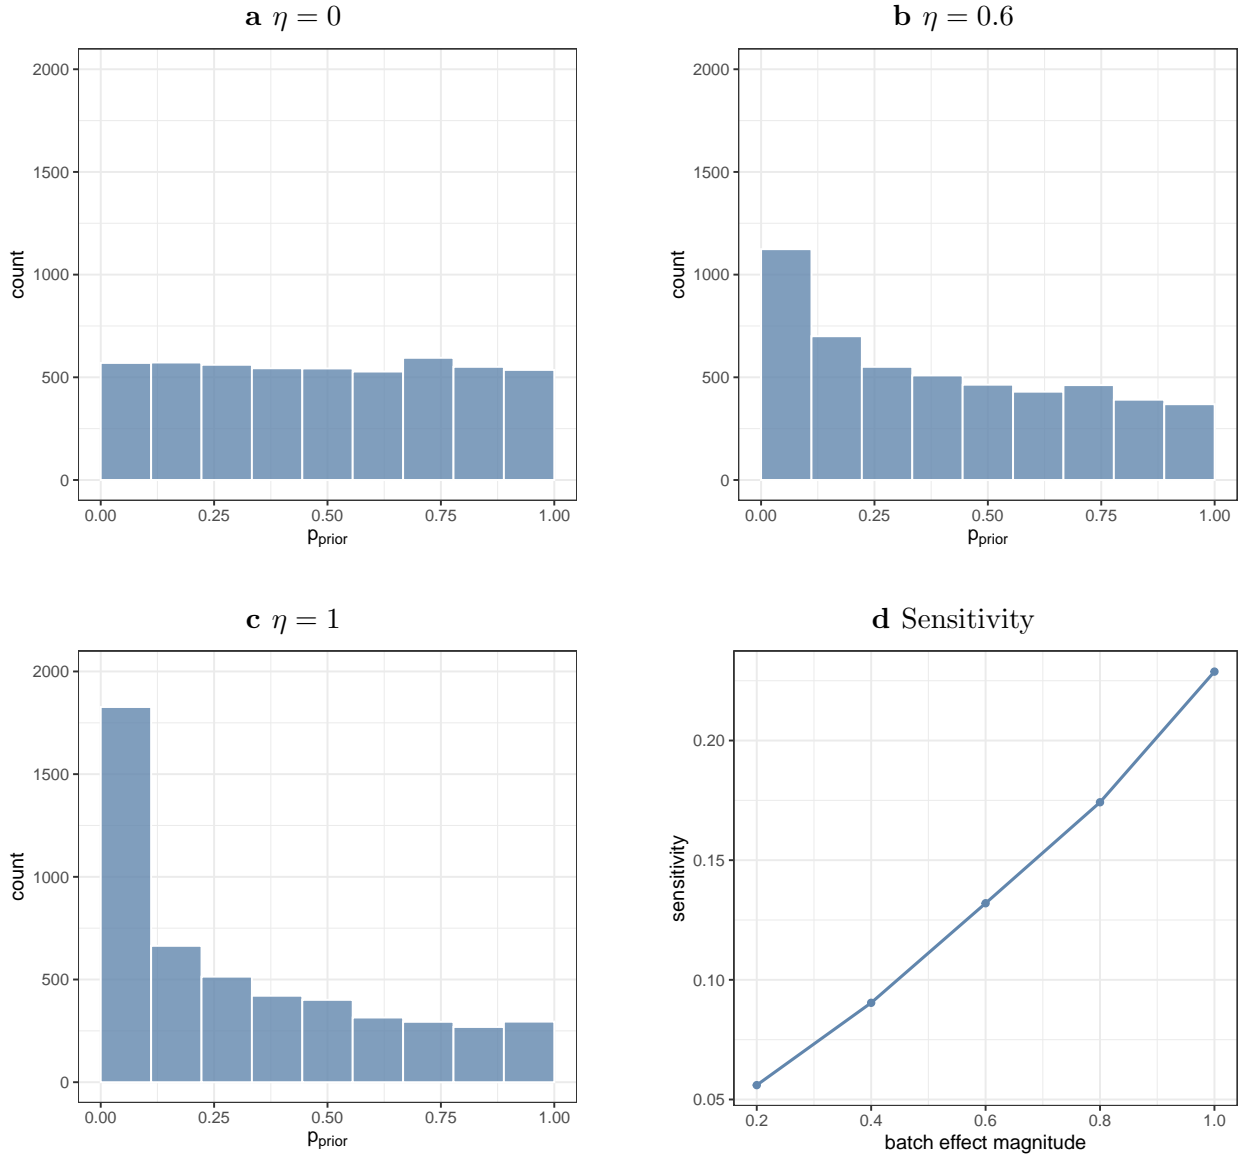 a η = 0
2000
1500
1000
500
0
count
0.00 0.25 0.50 0.75 1.00
p_prior
b η = 0.6
2000
1500
1000
500
0
count
0.00 0.25 0.50 0.75 1.00
p_prior
c η = 1
2000
1500
1000
500
0
count
0.00 0.25 0.50 0.75 1.00
p_prior
d Sensitivity
0.20
0.15
0.10
0.05
sensitivity
0.2 0.4 0.6 0.8 1.0
batch effect magnitude